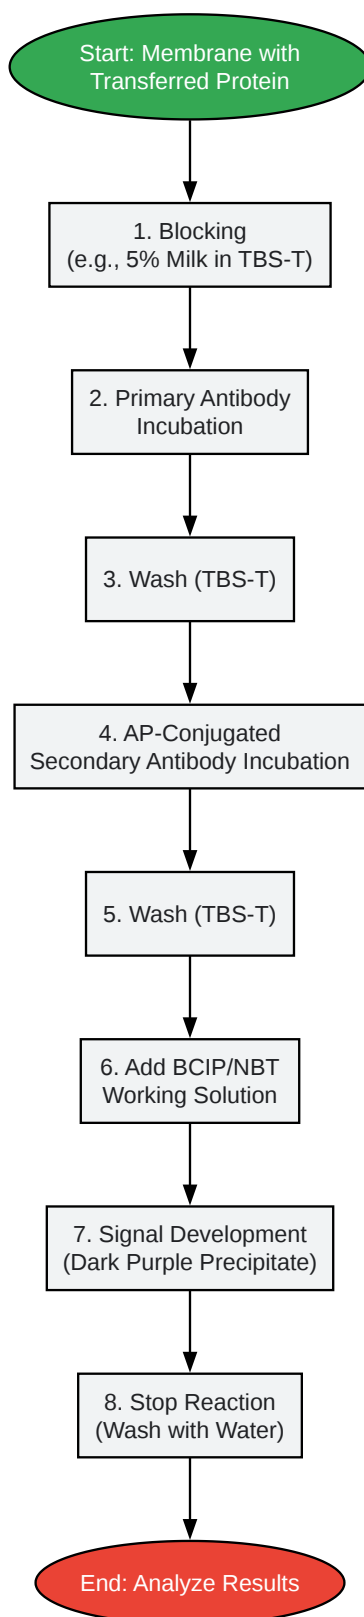 Start: Membrane with
Transferred Protein
1. Blocking
(e.g., 5% Milk in TBS-T)
2. Primary Antibody
Incubation
3. Wash (TBS-T)
4. AP-Conjugated
Secondary Antibody Incubation
5. Wash (TBS-T)
6. Add BCIP/NBT
Working Solution
7. Signal Development
(Dark Purple Precipitate)
8. Stop Reaction
(Wash with Water)
End: Analyze Results